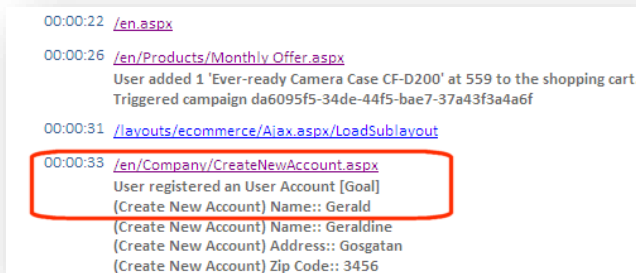 00:00:22 /en.aspx
00:00:26 /en/Products/Monthly Offer.aspx
User added 1 'Ever-ready Camera Case CF-D200' at 559 to the shopping cart.
Triggered campaign da6095f5-34de-44f5-bae7-37a43f3a4a6f
00:00:31 /layouts/ecommerce/Ajax.aspx/LoadSublayout
00:00:33 /en/Company/CreateNewAccount.aspx
User registered an User Account [Goal]
(Create New Account) Name:: Gerald
(Create New Account) Name:: Geraldine
(Create New Account) Address:: Gosgatan
(Create New Account) Zip Code:: 3456